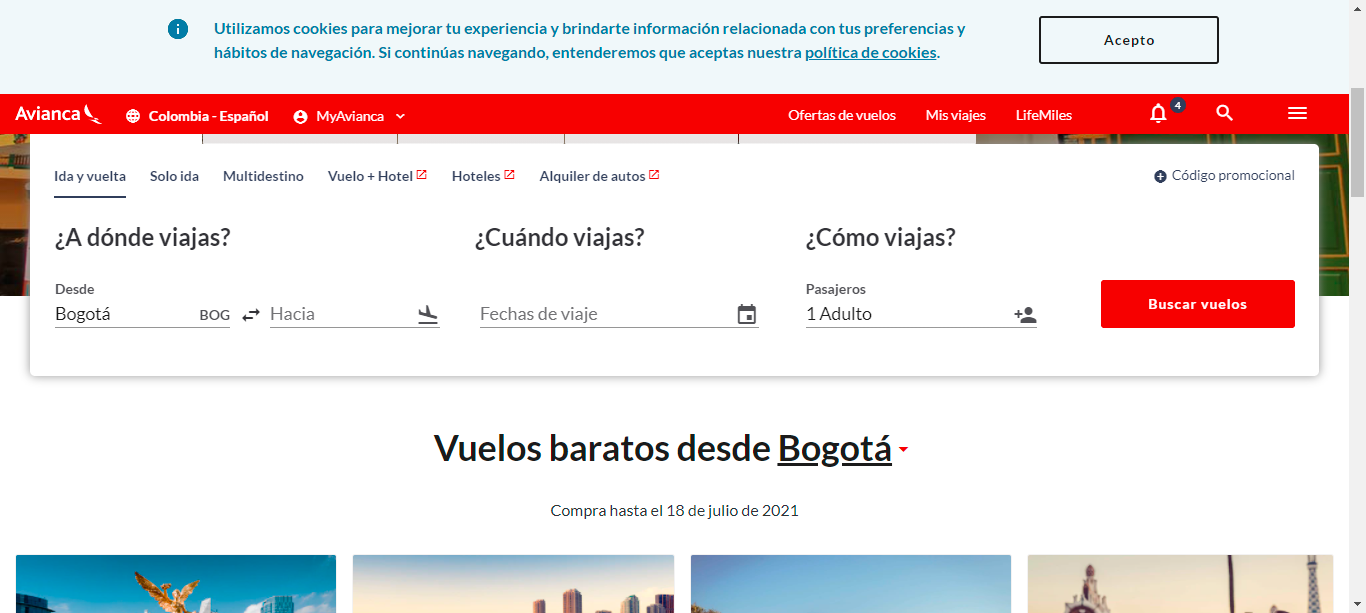 Utilizamos cookies para mejorar tu experiencia y brindarte información relacionada con tus preferencias y
hábitos de navegación. Si continúas navegando, entenderemos que aceptas nuestra política de cookies.
Acepto
Avianca
Colombia - Español
MyAvianca
Ofertas de vuelos
Mis viajes
LifeMiles
4
Ida y vuelta
Solo ida
Multidestino
Vuelo + Hotel
Hoteles
Alquiler de autos
Código promocional
¿A dónde viajas?
¿Cuándo viajas?
¿Cómo viajas?
Desde
Pasajeros
Bogotá
BOG
Hacia
Fechas de viaje
1 Adulto
Buscar vuelos
Vuelos baratos desde Bogotá
Compra hasta el 18 de julio de 2021